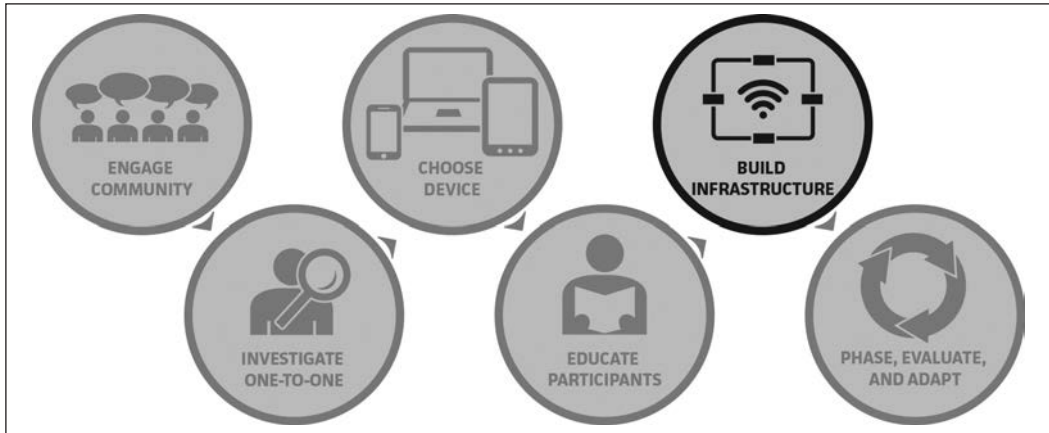 ENGAGE
COMMUNITY
CHOOSE
DEVICE
BUILD
INFRASTRUCTURE
INVESTIGATE
ONE-TO-ONE
EDUCATE
PARTICIPANTS
PHASE, EVALUATE,
AND ADAPT